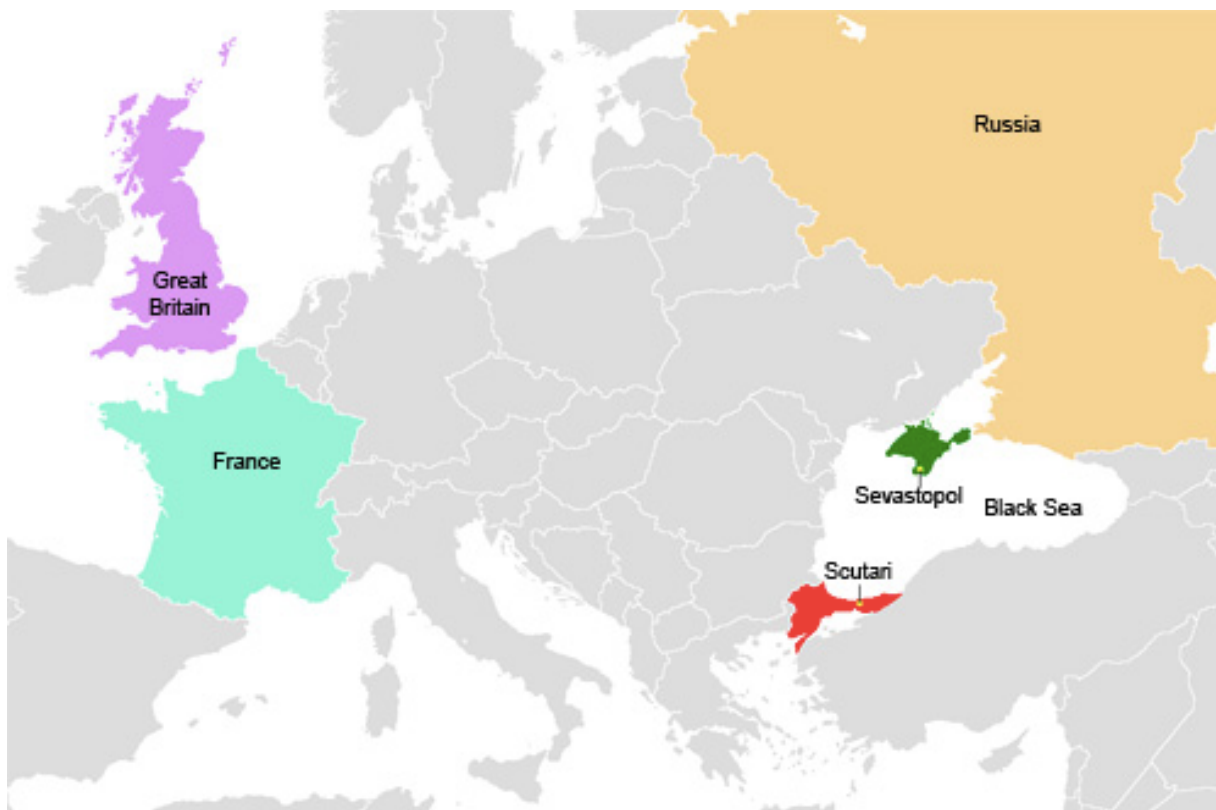 Russia
Great
Britain
France
Sevastopol
Black Sea
Scutari